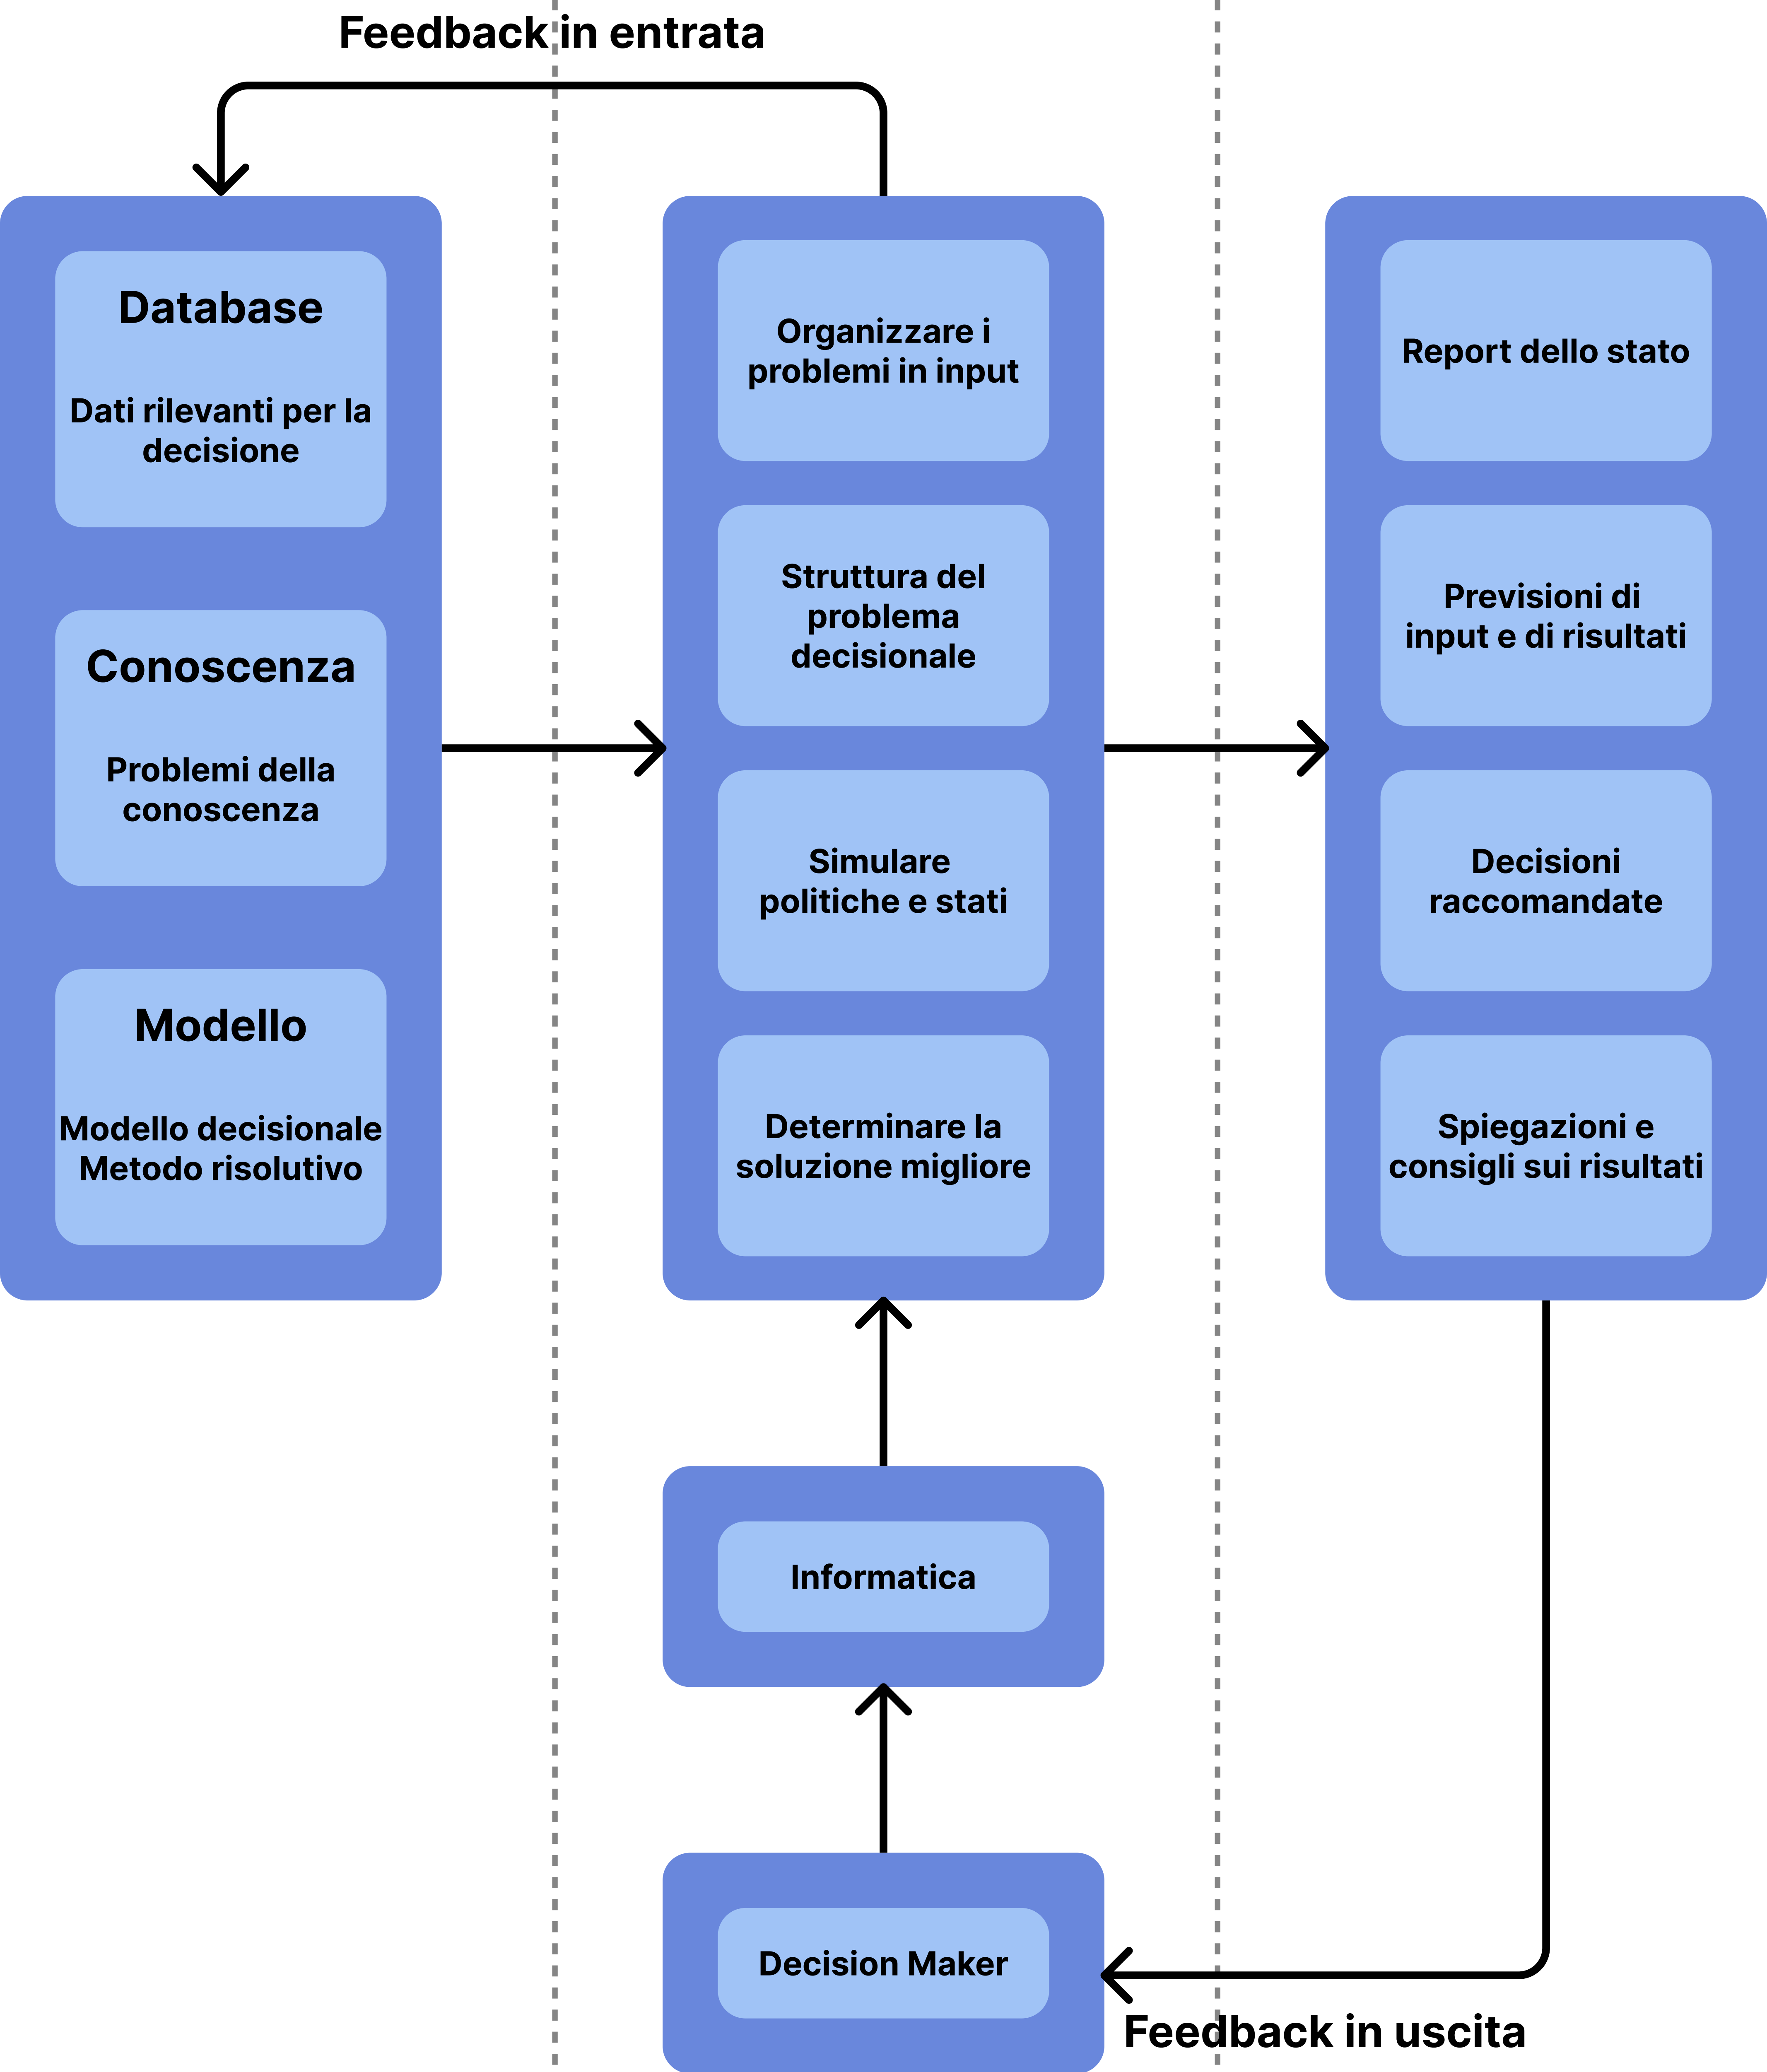 Feedback in entrata
Database
Dati rilevanti per la
decisione
Conoscenza
Problemi della
conoscenza
Modello
Modello decisionale
Metodo risolutivo
Organizzare i
problemi in input
Struttura del
problema
decisionale
Simulare
politiche e stati
Determinare la
soluzione migliore
Report dello stato
Previsioni di
input e di risultati
Decisioni
raccomandate
Spiegazioni e
consigli sui risultati
Informatica
Decision Maker
Feedback in uscita